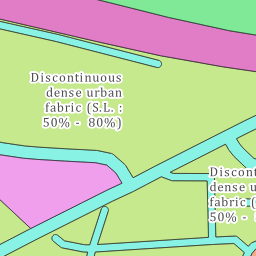 Discontinuous
dense urban
fabric (S.L. :
50% - 80%)
Discont
dense u
fabric (
50% -